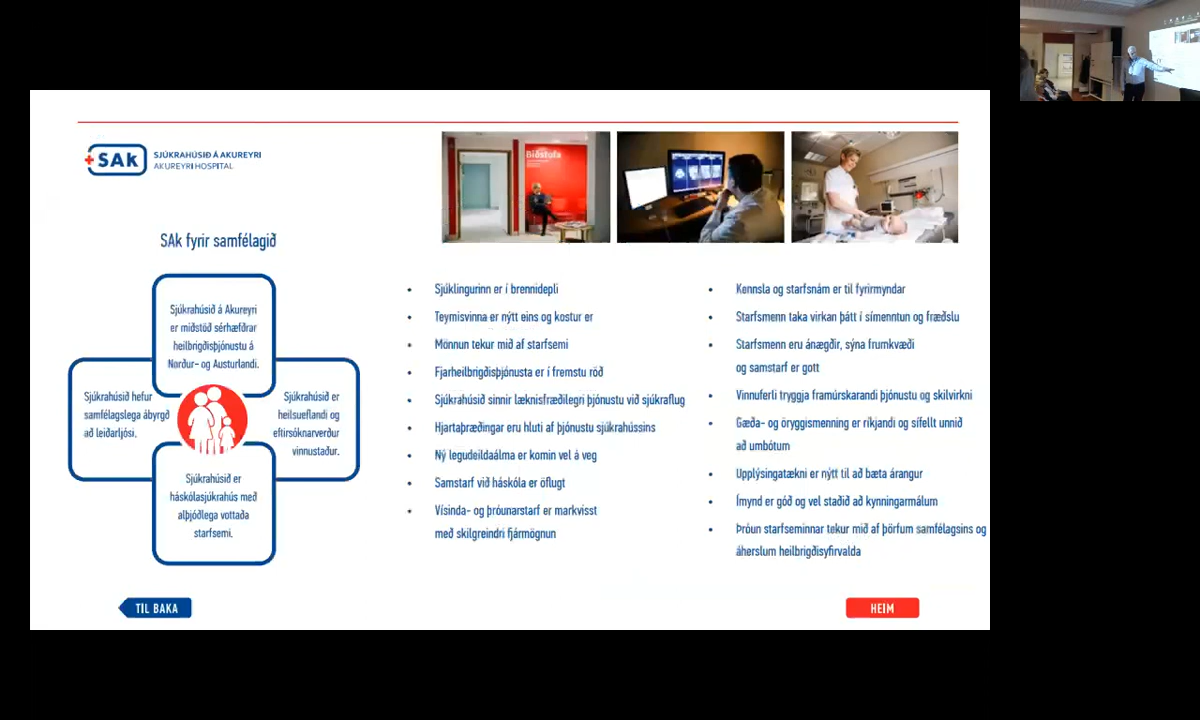 SAk
SJÚKRAHÚSIÐ Á AKUREYRI
AKUREYRI HOSPITAL
Biðstofa
SAk fyrir samfélagið
Sjúkrahúsið á Akureyri
er miðstöð sérhæfðrar
heilbrigðisþjónustu á
Norður- og Austurlandi.
Sjúkrahúsið hefur
samfélagslega ábyrgð
að leiðarljósi.
Sjúkrahúsið er
heilsueflandi og
eftirsóknarverður
vinnustaður.
Sjúkrahúsið er
háskólasjúkrahús með
alþjóðlega vottaða
starfsemi.
• Sjúklingurinn er í brennidepli
• Teymisvinna er nýtt eins og kostur er
• Mönnun tekur mið af starfsemi
• Fjarheilbrigðisþjónusta er í fremstu röð
• Sjúkrahúsið sinnir læknisfræðilegri þjónustu við sjúkraflug
• Hjartaþræðingar eru hluti af þjónustu sjúkrahússins
• Ný legudeildaálma er komin vel á veg
• Samstarf við háskóla er öflugt
• Vísinda- og þróunarstarf er markvisst
með skilgreindri fjármögnun
• Kennsla og starfsnám er til fyrirmyndar
• Starfsmenn taka virkan þátt í símenntun og fræðslu
• Starfsmenn eru ánægðir, sýna frumkvæði
og samstarf er gott
• Vinnuferli tryggja framúrskarandi þjónustu og skilvirkni
• Gæða- og öryggismenning er ríkjandi og sífellt unnið
að umbótum
• Upplýsingatækni er nýtt til að bæta árangur
• Ímynd er góð og vel staðið að kynningarmálum
• Þróun starfseminnar tekur mið af þörfum samfélagsins og
áherslum heilbrigðisyfirvalda
TIL BAKA
HEIM